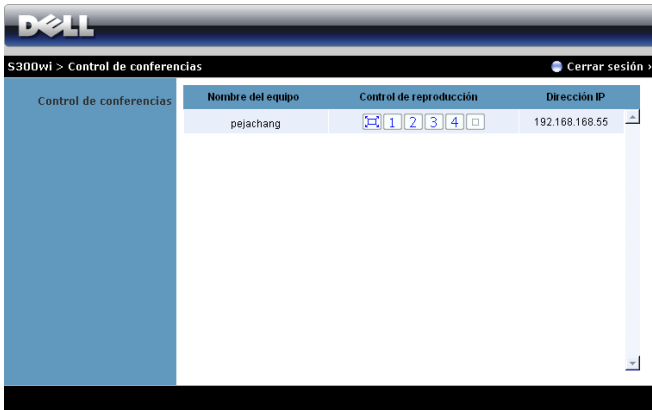 DELL
S300wi > Control de conferencias
Cerrar sesión ›
Control de conferencias
Nombre del equipo Control de reproducción Dirección IP
pejachang 1 2 3 4 192.168.168.55